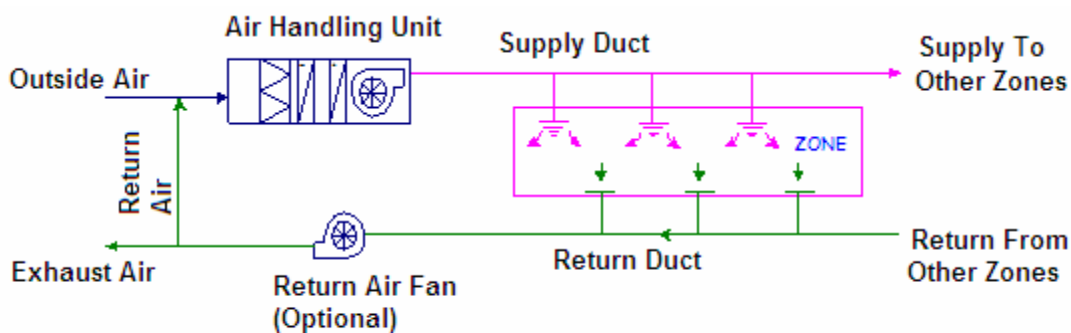 Air Handling Unit
Supply Duct
Supply To
Other Zones
Outside Air
ZONE
Return
Air
Exhaust Air
Return Air Fan
(Optional)
Return Duct
Return From
Other Zones